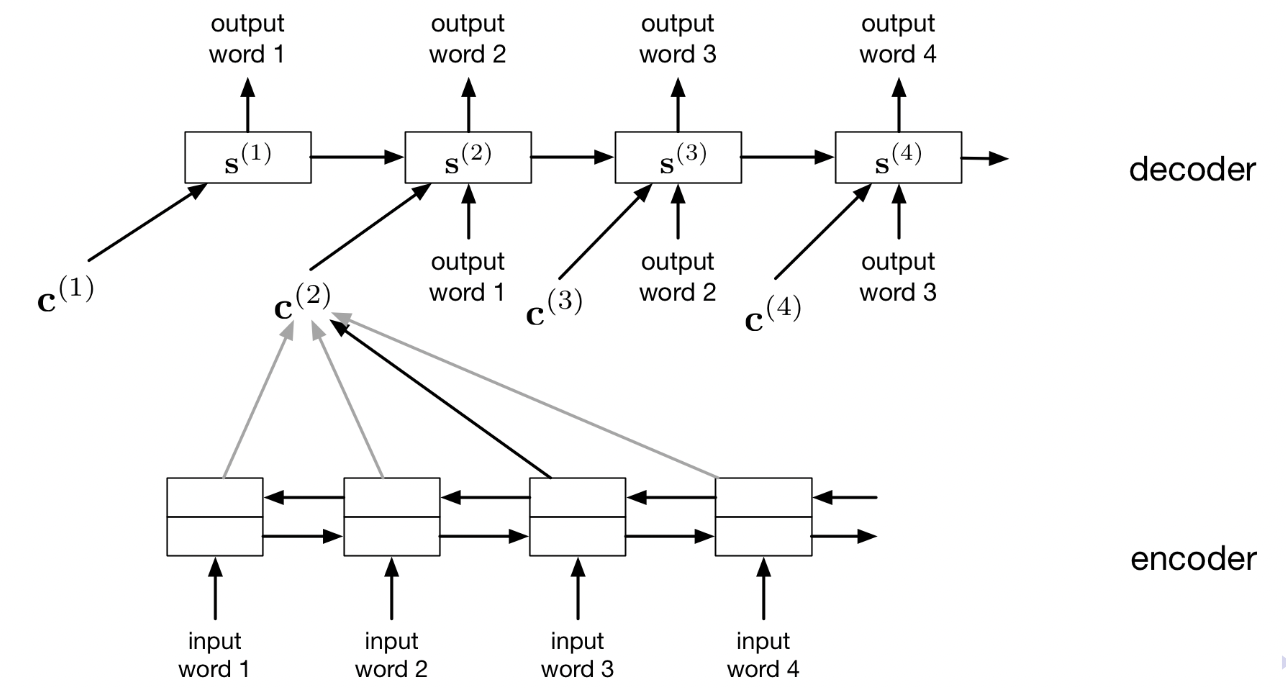 output output output output
word 1 word 2 word 3 word 4
s^(1) s^(2) s^(3) s^(4)
decoder
output output output
word 1 word 2 word 3
c^(1) c^(2) c^(3) c^(4)
encoder
input input input input
word 1 word 2 word 3 word 4